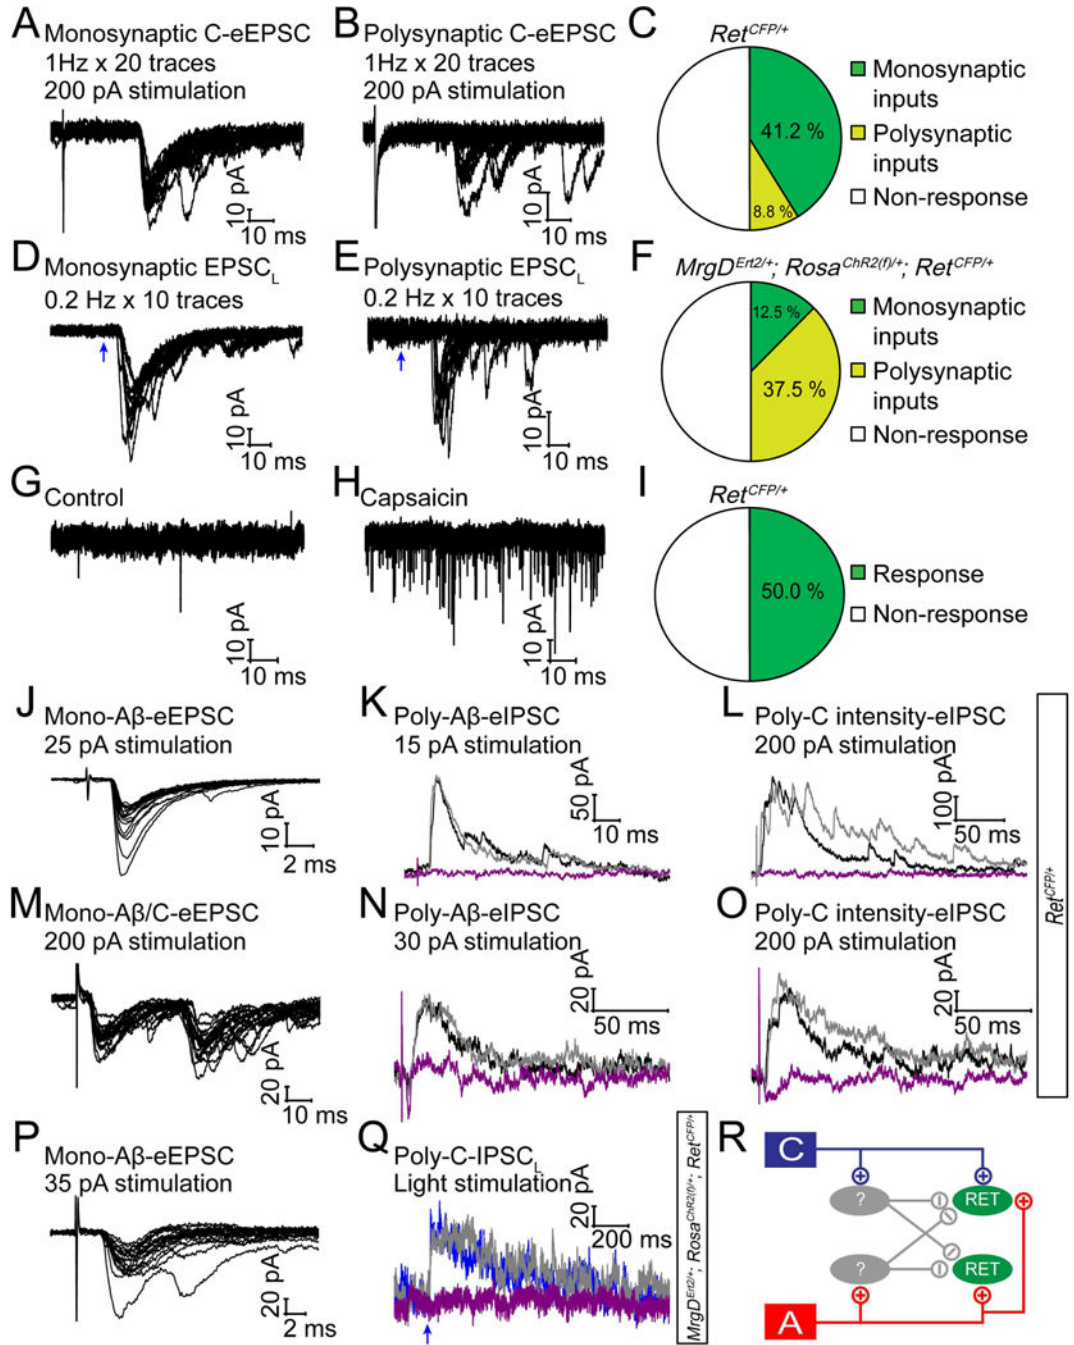 A Monosynaptic C-eEPSC
1Hz x 20 traces
200 pA stimulation
10 pA
10 ms
B Polysynaptic C-eEPSC
1Hz x 20 traces
200 pA stimulation
10 pA
10 ms
C Ret^CFP/+
41.2 %
8.8 %
Monosynaptic
inputs
Polysynaptic
inputs
Non-response
D Monosynaptic EPSC_L
0.2 Hz x 10 traces
10 pA
10 ms
E Polysynaptic EPSC_L
0.2 Hz x 10 traces
10 pA
10 ms
F MrgD^Ert2/+; Rosa^ChR2(f)/+; Ret^CFP/+
12.5 %
37.5 %
Monosynaptic
inputs
Polysynaptic
inputs
Non-response
G Control
10 pA
10 ms
H Capsaicin
10 pA
10 ms
I Ret^CFP/+
50.0 %
Response
Non-response
J Mono-Aβ-eEPSC
25 pA stimulation
10 pA
2 ms
K Poly-Aβ-eIPSC
15 pA stimulation
50 pA
10 ms
L Poly-C intensity-eIPSC
200 pA stimulation
100 pA
50 ms
Ret^CFP/+
M Mono-Aβ/C-eEPSC
200 pA stimulation
20 pA
10 ms
N Poly-Aβ-eIPSC
30 pA stimulation
20 pA
50 ms
O Poly-C intensity-eIPSC
200 pA stimulation
20 pA
50 ms
P Mono-Aβ-eEPSC
35 pA stimulation
20 pA
2 ms
Q Poly-C-IPSC_L
Light stimulation
20 pA
200 ms
MrgD^Ert2/+; Rosa^ChR2(f)/+; Ret^CFP/+
R
C
? RET
? RET
A